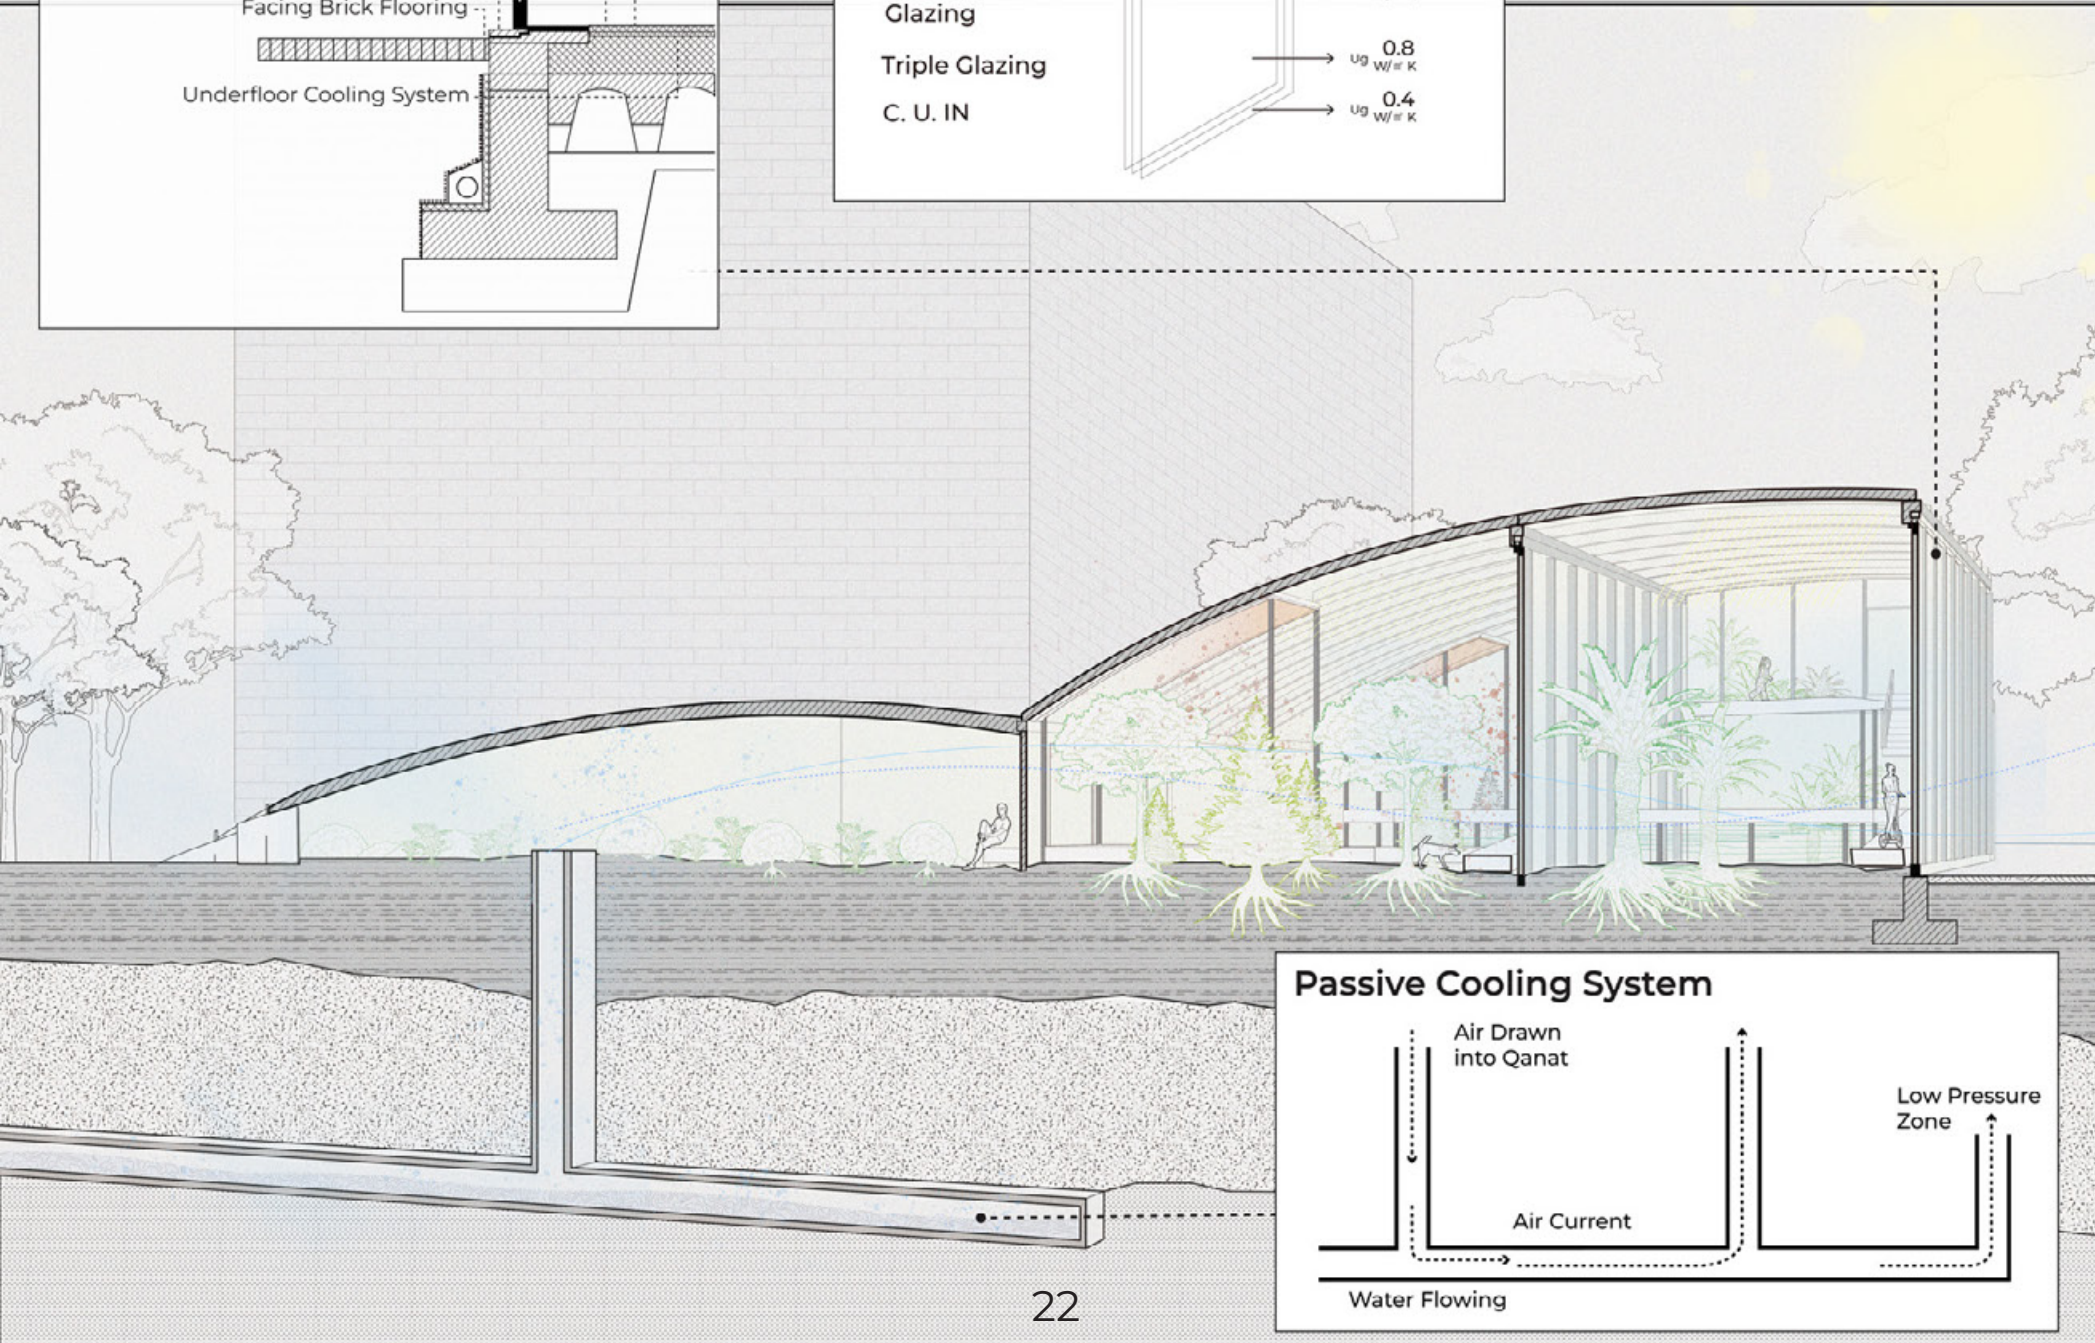 Facing Brick Flooring
Underfloor Cooling System
Glazing
Triple Glazing
C. U. IN
Ug 0.8
W/㎡ K
Ug 0.4
W/㎡ K
Passive Cooling System
Air Drawn
into Qanat
Low Pressure
Zone
Air Current
Water Flowing
22